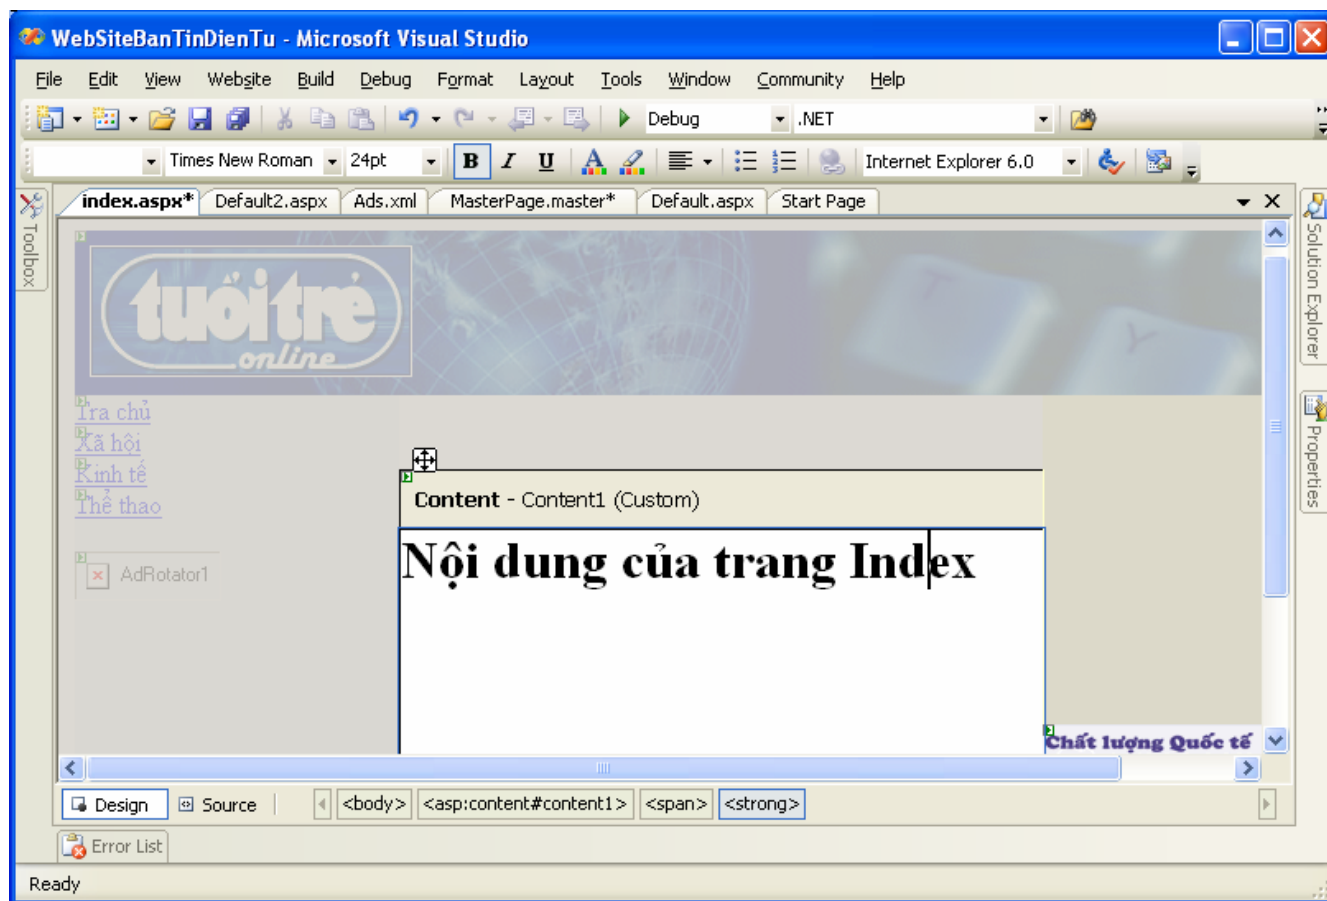 WebSiteBanTinDienTu - Microsoft Visual Studio
File Edit View Website Build Debug Format Layout Tools Window Community Help
Debug .NET
Times New Roman 24pt B I U A Internet Explorer 6.0
index.aspx* Default2.aspx Ads.xml MasterPage.master* Default.aspx Start Page
Toolbox
Solution Explorer
Properties
tuổi trẻ
online
Tra chủ
Xã hội
Kinh tế
Thể thao
AdRotator1
Content - Content1 (Custom)
Nội dung của trang Index
Chất lượng Quốc tế
Design Source <body> <asp:content#content1> <span> <strong>
Error List
Ready